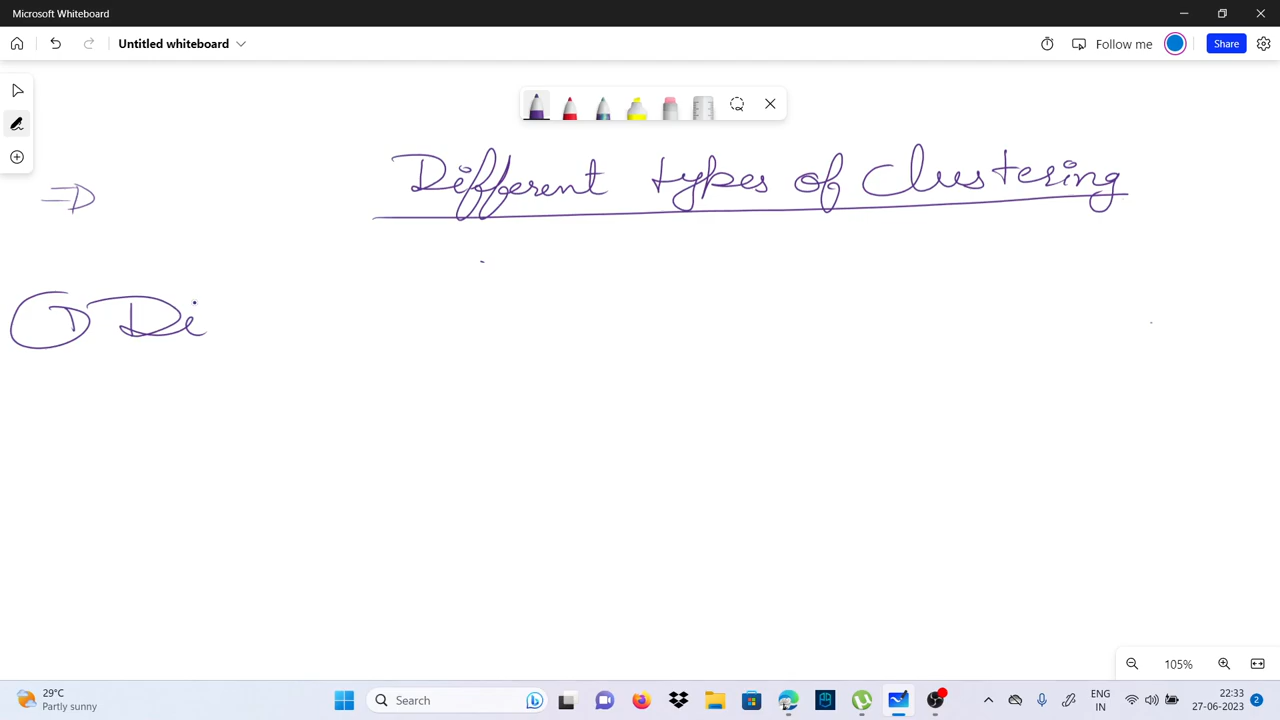 Microsoft Whiteboard
Untitled whiteboard
Follow me
Share
Different types of Clustering
=D
① Di
105%
29°C
Partly sunny
Search
ENG
IN
22:33
27-06-2023
2